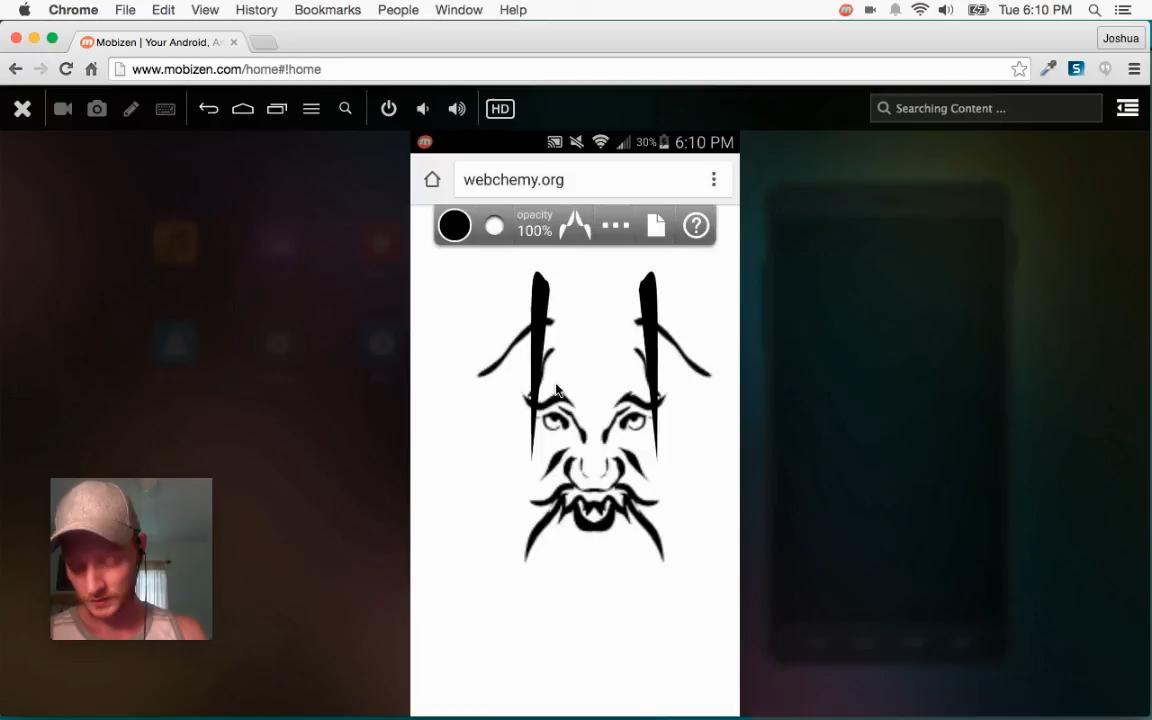 Chrome File Edit View History Bookmarks People Window Help Tue 6:10 PM
Mobizen | Your Android, A Joshua
www.mobizen.com/home#!home
HD Searching Content ...
30% 6:10 PM
webchemy.org
opacity
100% ?